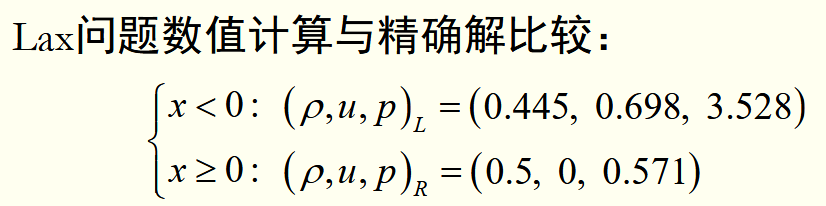 Lax问题数值计算与精确解比较：
x < 0: (ρ,u,p)_L = (0.445, 0.698, 3.528)
x ≥ 0: (ρ,u,p)_R = (0.5, 0, 0.571)